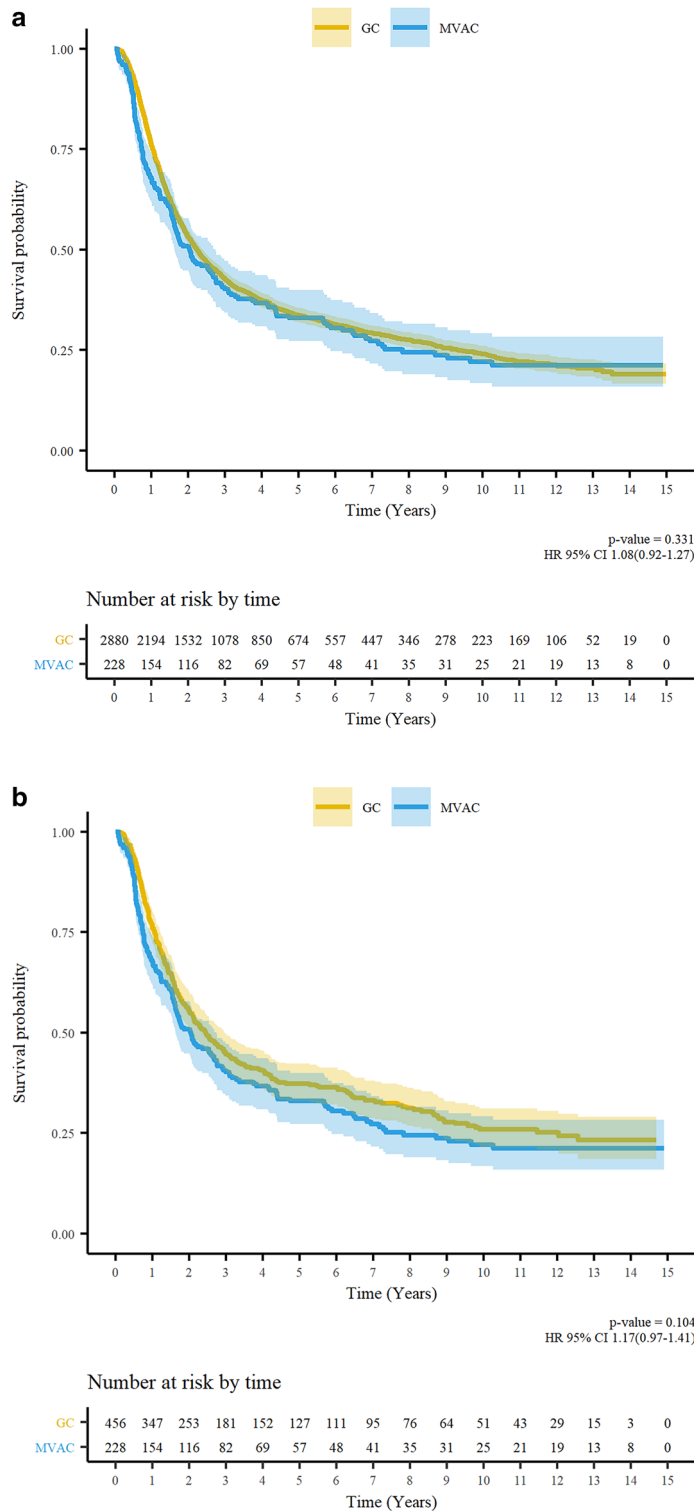 a
GC MVAC
1.00
0.75
0.50
0.25
0.00
Survival probability
0 1 2 3 4 5 6 7 8 9 10 11 12 13 14 15
Time (Years)
p-value = 0.331
HR 95% CI 1.08(0.92-1.27)
Number at risk by time
GC 2880 2194 1532 1078 850 674 557 447 346 278 223 169 106 52 19 0
MVAC 228 154 116 82 69 57 48 41 35 31 25 21 19 13 8 0
0 1 2 3 4 5 6 7 8 9 10 11 12 13 14 15
Time (Years)
b
GC MVAC
1.00
0.75
0.50
0.25
0.00
Survival probability
0 1 2 3 4 5 6 7 8 9 10 11 12 13 14 15
Time (Years)
p-value = 0.104
HR 95% CI 1.17(0.97-1.41)
Number at risk by time
GC 456 347 253 181 152 127 111 95 76 64 51 43 29 15 3 0
MVAC 228 154 116 82 69 57 48 41 35 31 25 21 19 13 8 0
0 1 2 3 4 5 6 7 8 9 10 11 12 13 14 15
Time (Years)